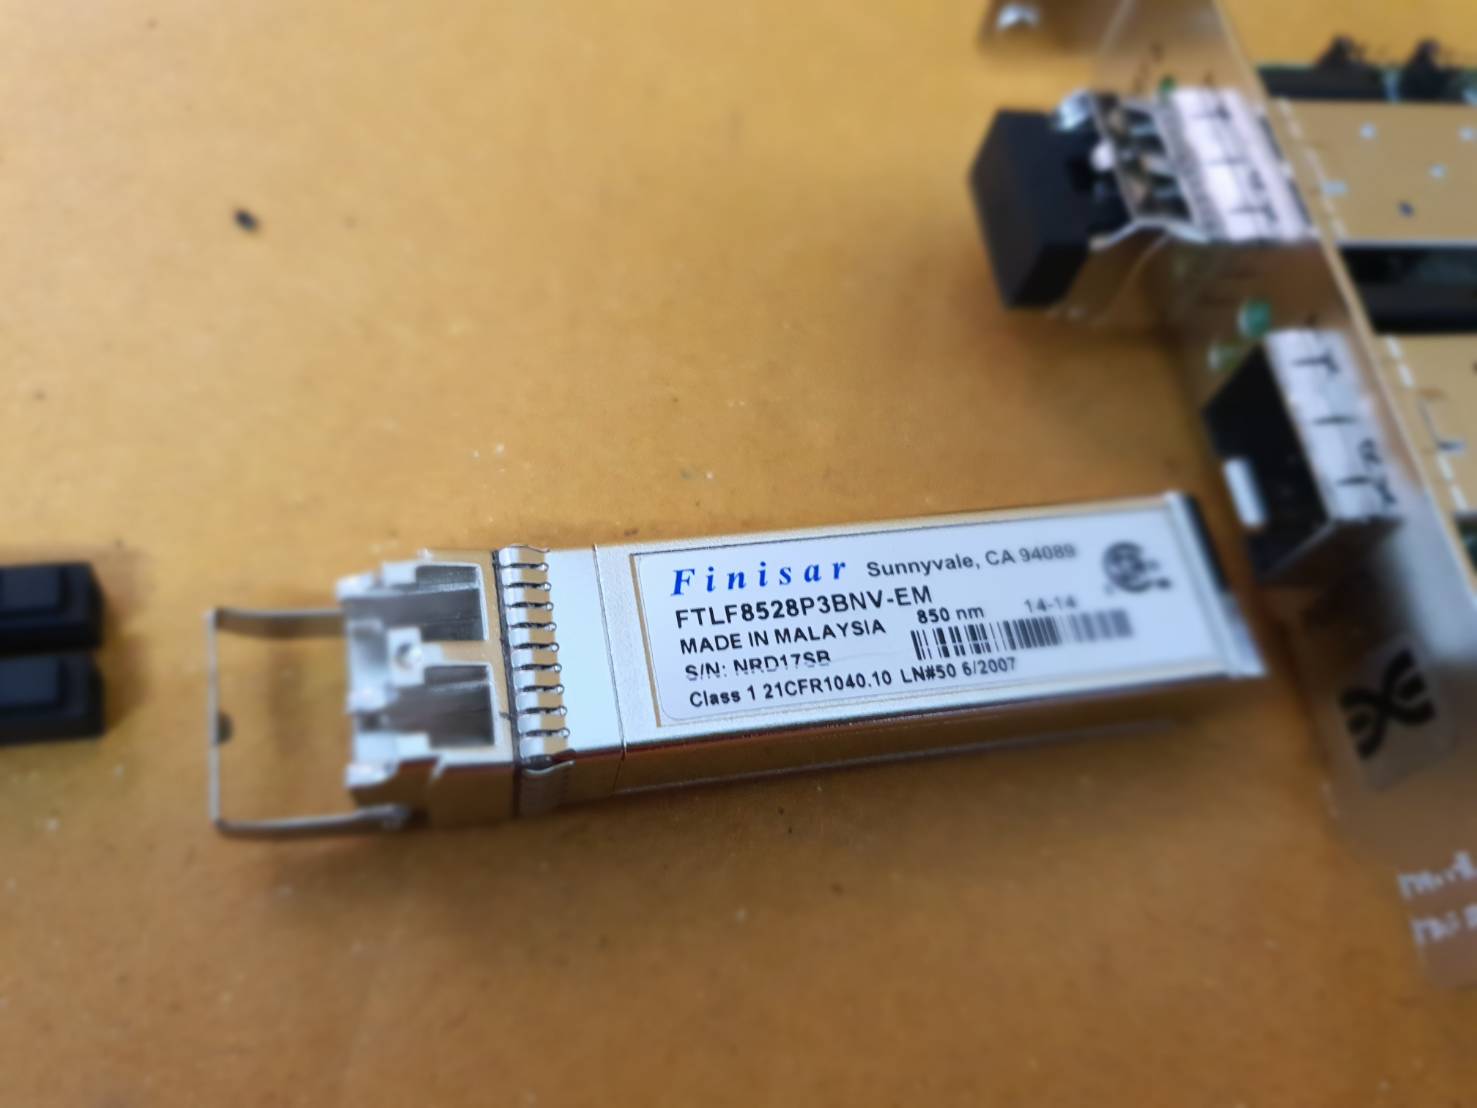 Finisar Sunnyvale, CA 94089
FTLF8528P3BNV-EM
MADE IN MALAYSIA 850 nm 14-14
S/N: NRD17SB
Class 1 21CFR1040.10 LN#50 6/2007